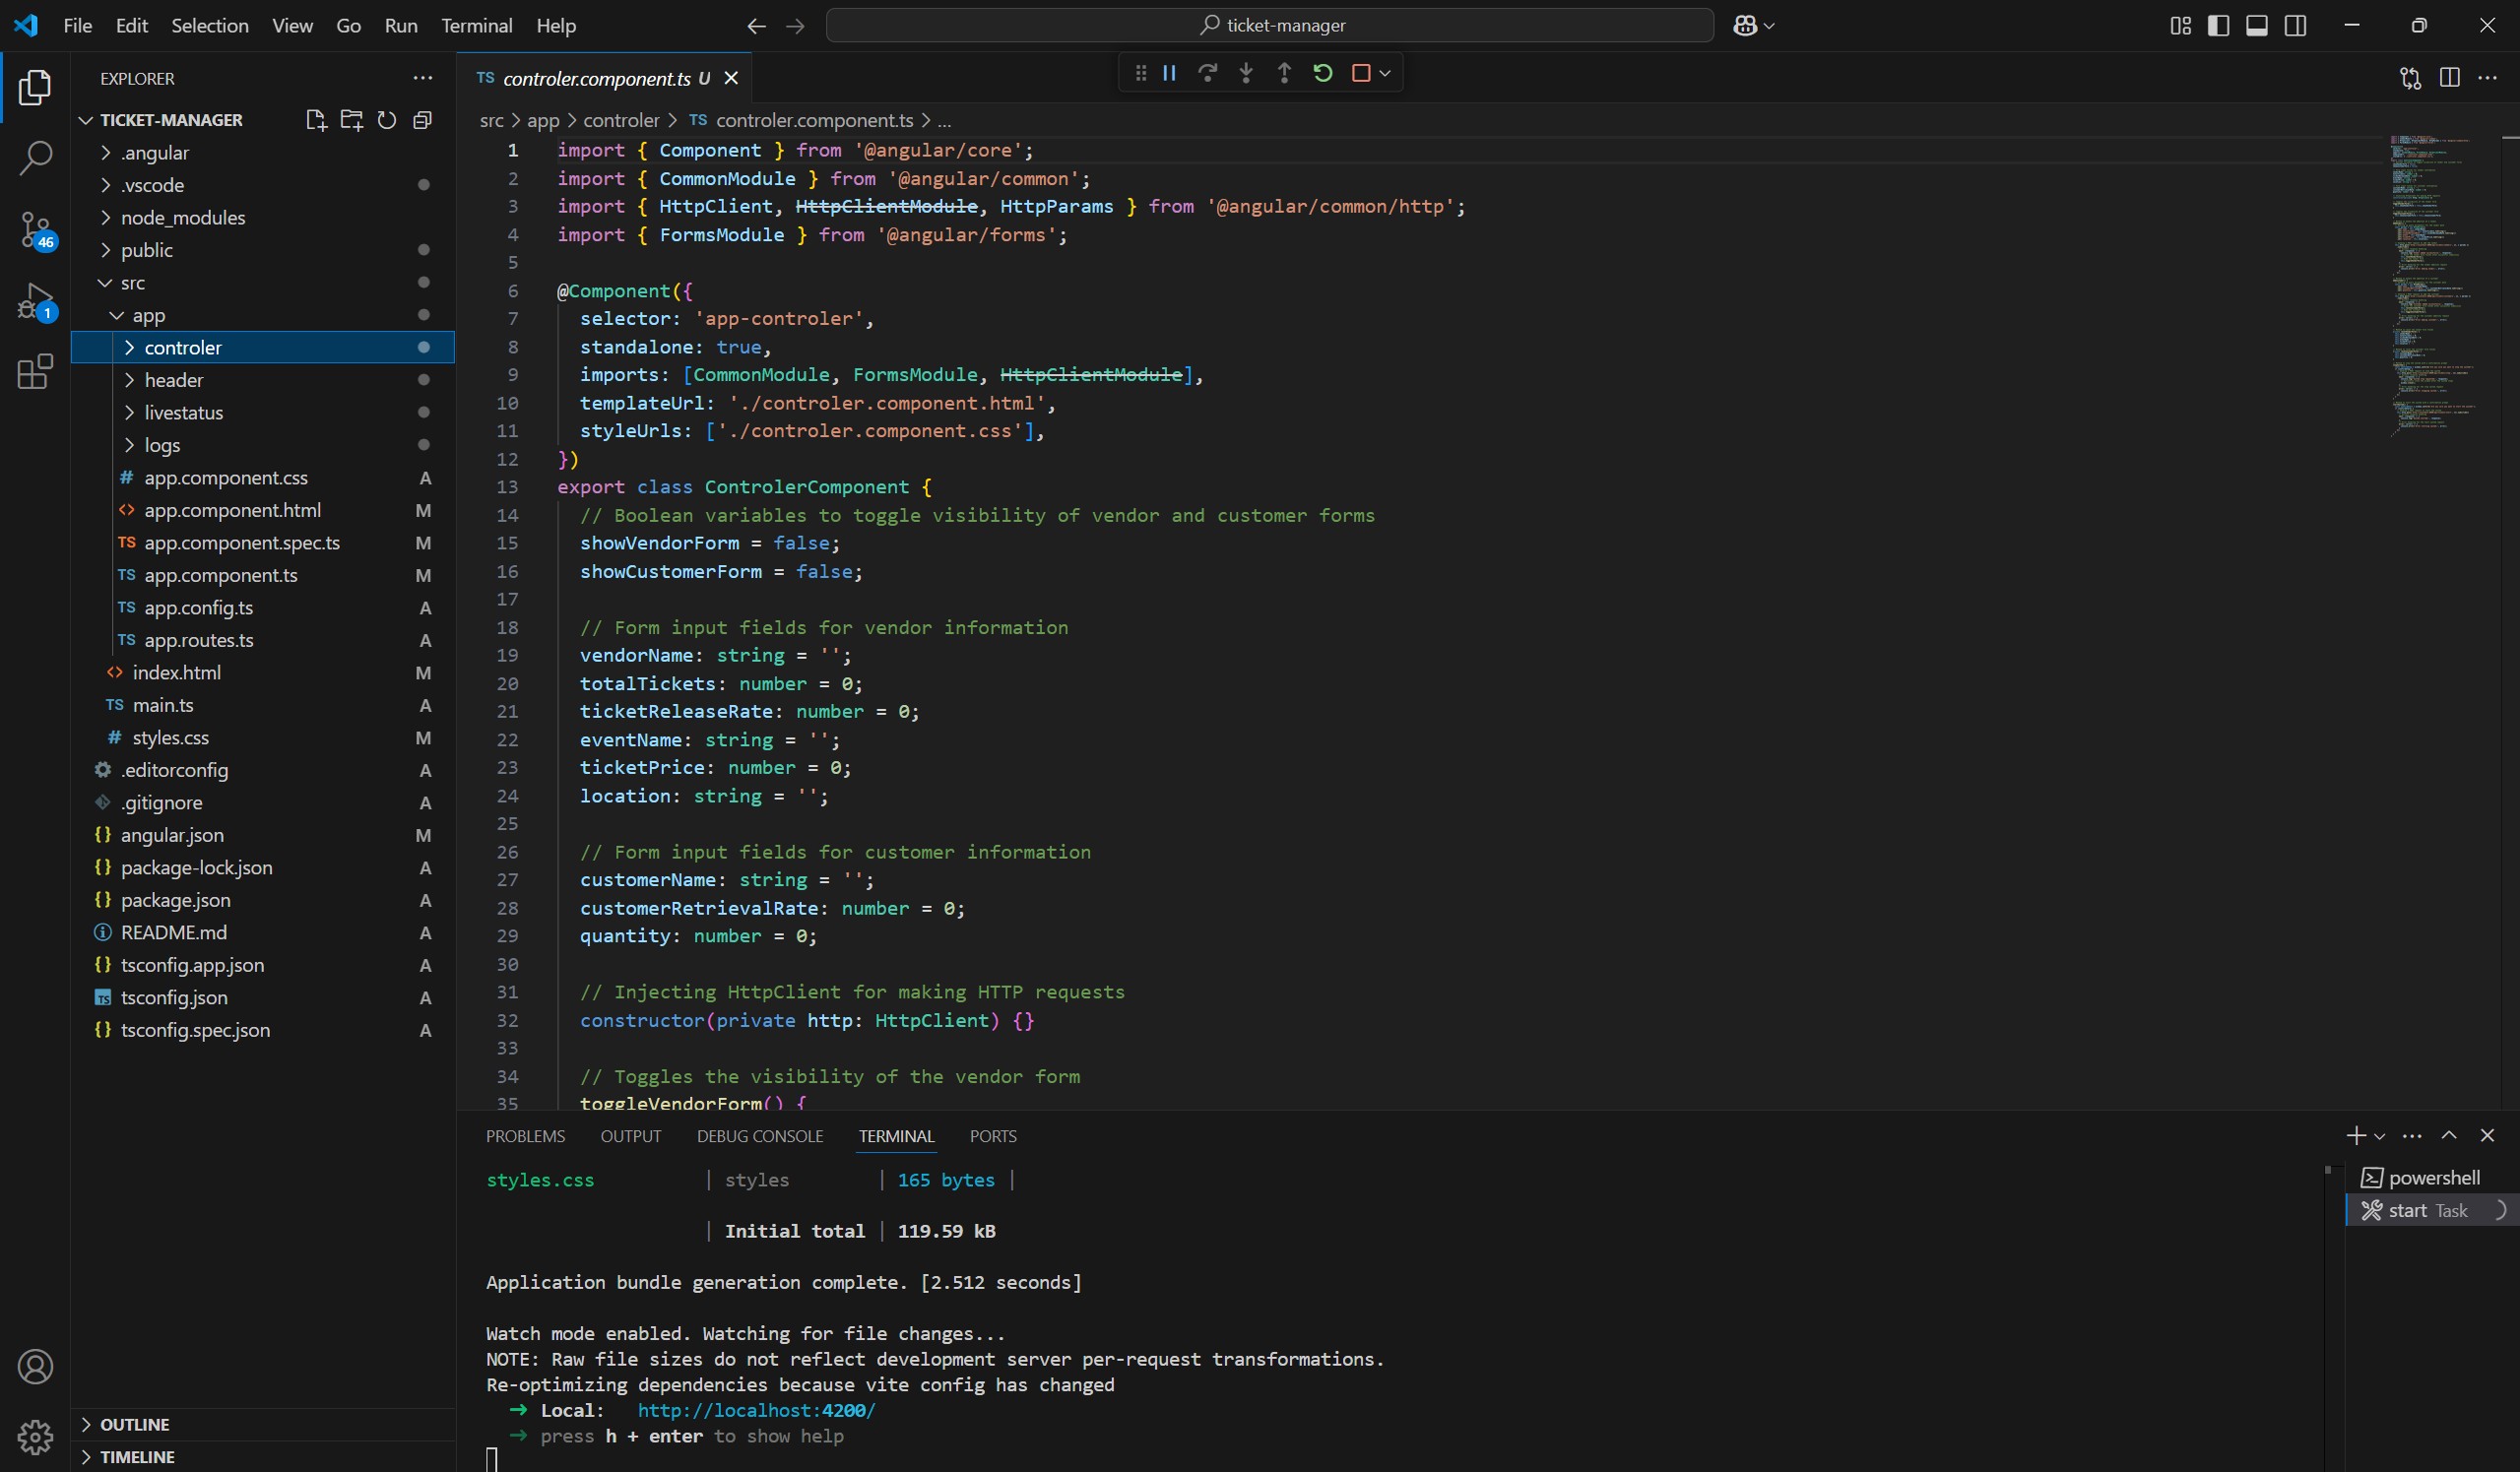 File Edit Selection View Go Run Terminal Help
ticket-manager
EXPLORER
TICKET-MANAGER
.angular
.vscode
node_modules
public
src
app
controler
header
livestatus
logs
# app.component.css A
<> app.component.html M
TS app.component.spec.ts M
TS app.component.ts M
TS app.config.ts A
TS app.routes.ts A
<> index.html M
TS main.ts A
# styles.css M
.editorconfig A
.gitignore A
{} angular.json M
{} package-lock.json A
{} package.json A
README.md A
{} tsconfig.app.json A
TS tsconfig.json A
{} tsconfig.spec.json A
OUTLINE
TIMELINE
46
1
TS controler.component.ts U
src > app > controler > TS controler.component.ts > ...
1 import { Component } from '@angular/core';
2 import { CommonModule } from '@angular/common';
3 import { HttpClient, HttpClientModule, HttpParams } from '@angular/common/http';
4 import { FormsModule } from '@angular/forms';
5
6 @Component({
7 selector: 'app-controler',
8 standalone: true,
9 imports: [CommonModule, FormsModule, HttpClientModule],
10 templateUrl: './controler.component.html',
11 styleUrls: ['./controler.component.css'],
12 })
13 export class ControlerComponent {
14 // Boolean variables to toggle visibility of vendor and customer forms
15 showVendorForm = false;
16 showCustomerForm = false;
17
18 // Form input fields for vendor information
19 vendorName: string = '';
20 totalTickets: number = 0;
21 ticketReleaseRate: number = 0;
22 eventName: string = '';
23 ticketPrice: number = 0;
24 location: string = '';
25
26 // Form input fields for customer information
27 customerName: string = '';
28 customerRetrievalRate: number = 0;
29 quantity: number = 0;
30
31 // Injecting HttpClient for making HTTP requests
32 constructor(private http: HttpClient) {}
33
34 // Toggles the visibility of the vendor form
35 toggleVendorForm() {
PROBLEMS OUTPUT DEBUG CONSOLE TERMINAL PORTS
styles.css | styles | 165 bytes |
| Initial total | 119.59 kB
Application bundle generation complete. [2.512 seconds]
Watch mode enabled. Watching for file changes...
NOTE: Raw file sizes do not reflect development server per-request transformations.
Re-optimizing dependencies because vite config has changed
➜ Local: http://localhost:4200/
➜ press h + enter to show help
powershell
start Task